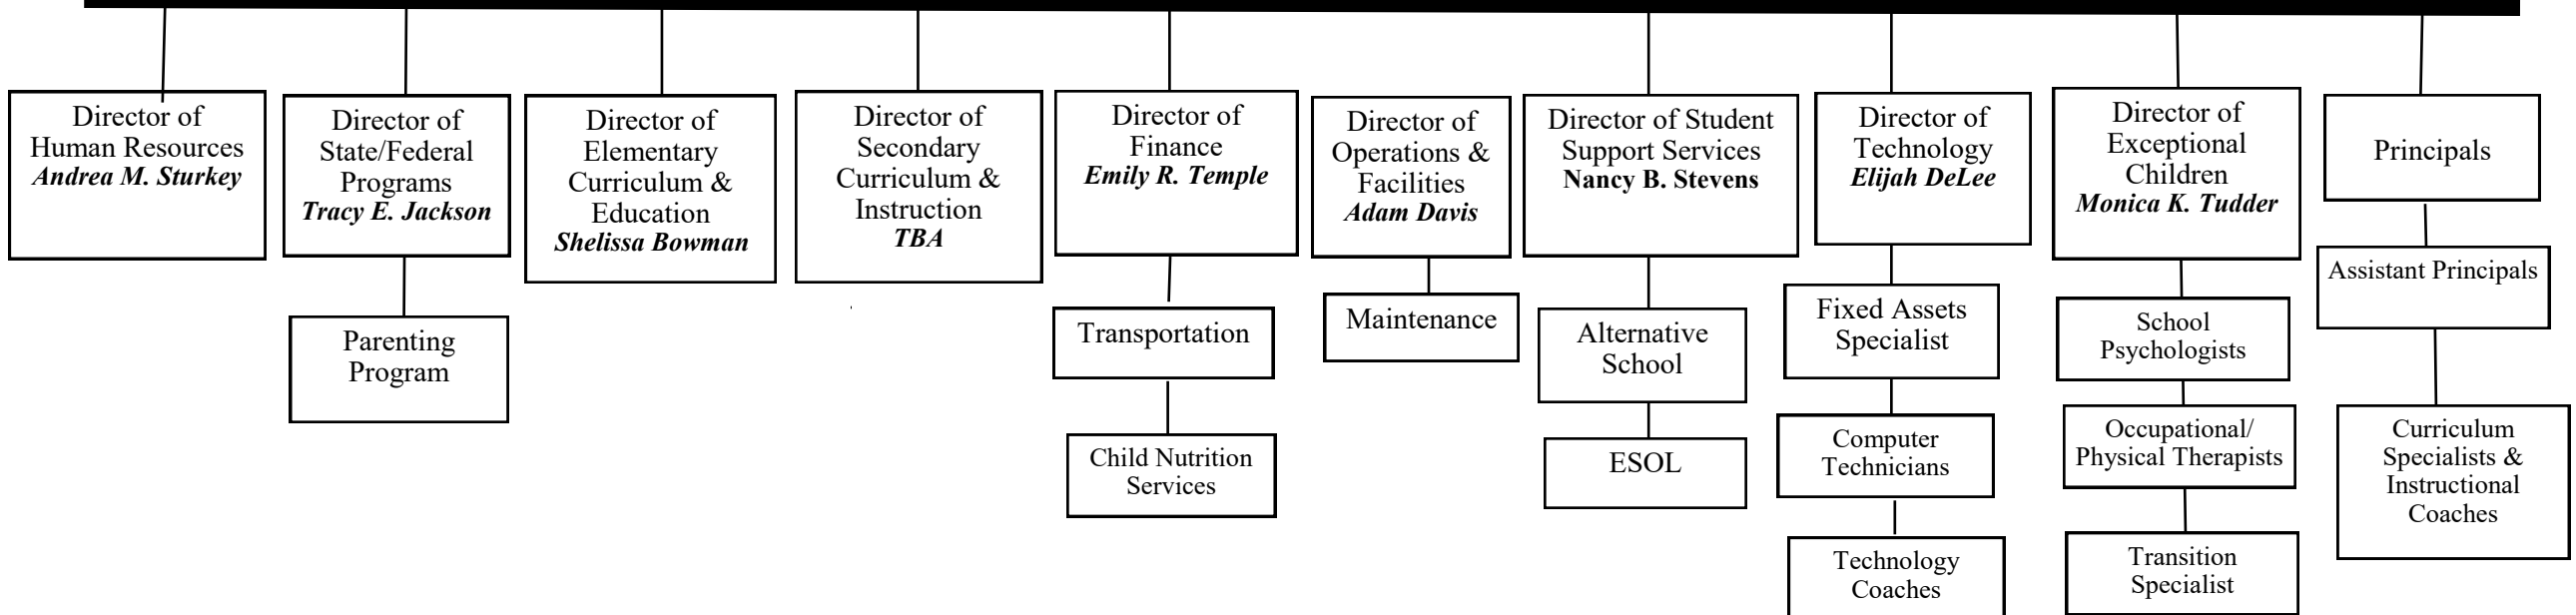 Director of
Human Resources
Andrea M. Sturkey
Director of
State/Federal
Programs
Tracy E. Jackson
Parenting
Program
Director of
Elementary
Curriculum &
Education
Shelissa Bowman
Director of
Secondary
Curriculum &
Instruction
TBA
Director of
Finance
Emily R. Temple
Transportation
Child Nutrition
Services
Director of
Operations &
Facilities
Adam Davis
Maintenance
Director of Student
Support Services
Nancy B. Stevens
Alternative
School
ESOL
Director of
Technology
Elijah DeLee
Fixed Assets
Specialist
Computer
Technicians
Technology
Coaches
Director of
Exceptional
Children
Monica K. Tudder
School
Psychologists
Occupational/
Physical Therapists
Transition
Specialist
Principals
Assistant Principals
Curriculum
Specialists &
Instructional
Coaches